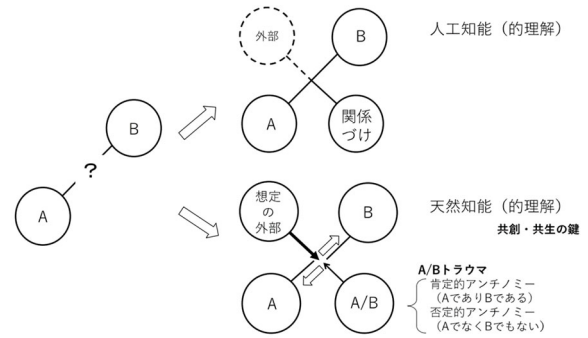 外部
B
人工知能（的理解）
A
関係
づけ
B
?
A
想定
の
外部
B
天然知能（的理解）
共創・共生の鍵
A
A/B
A/Bトラウマ
肯定的アンチノミー
（AでありBである）
否定的アンチノミー
（AでなくBでもない）